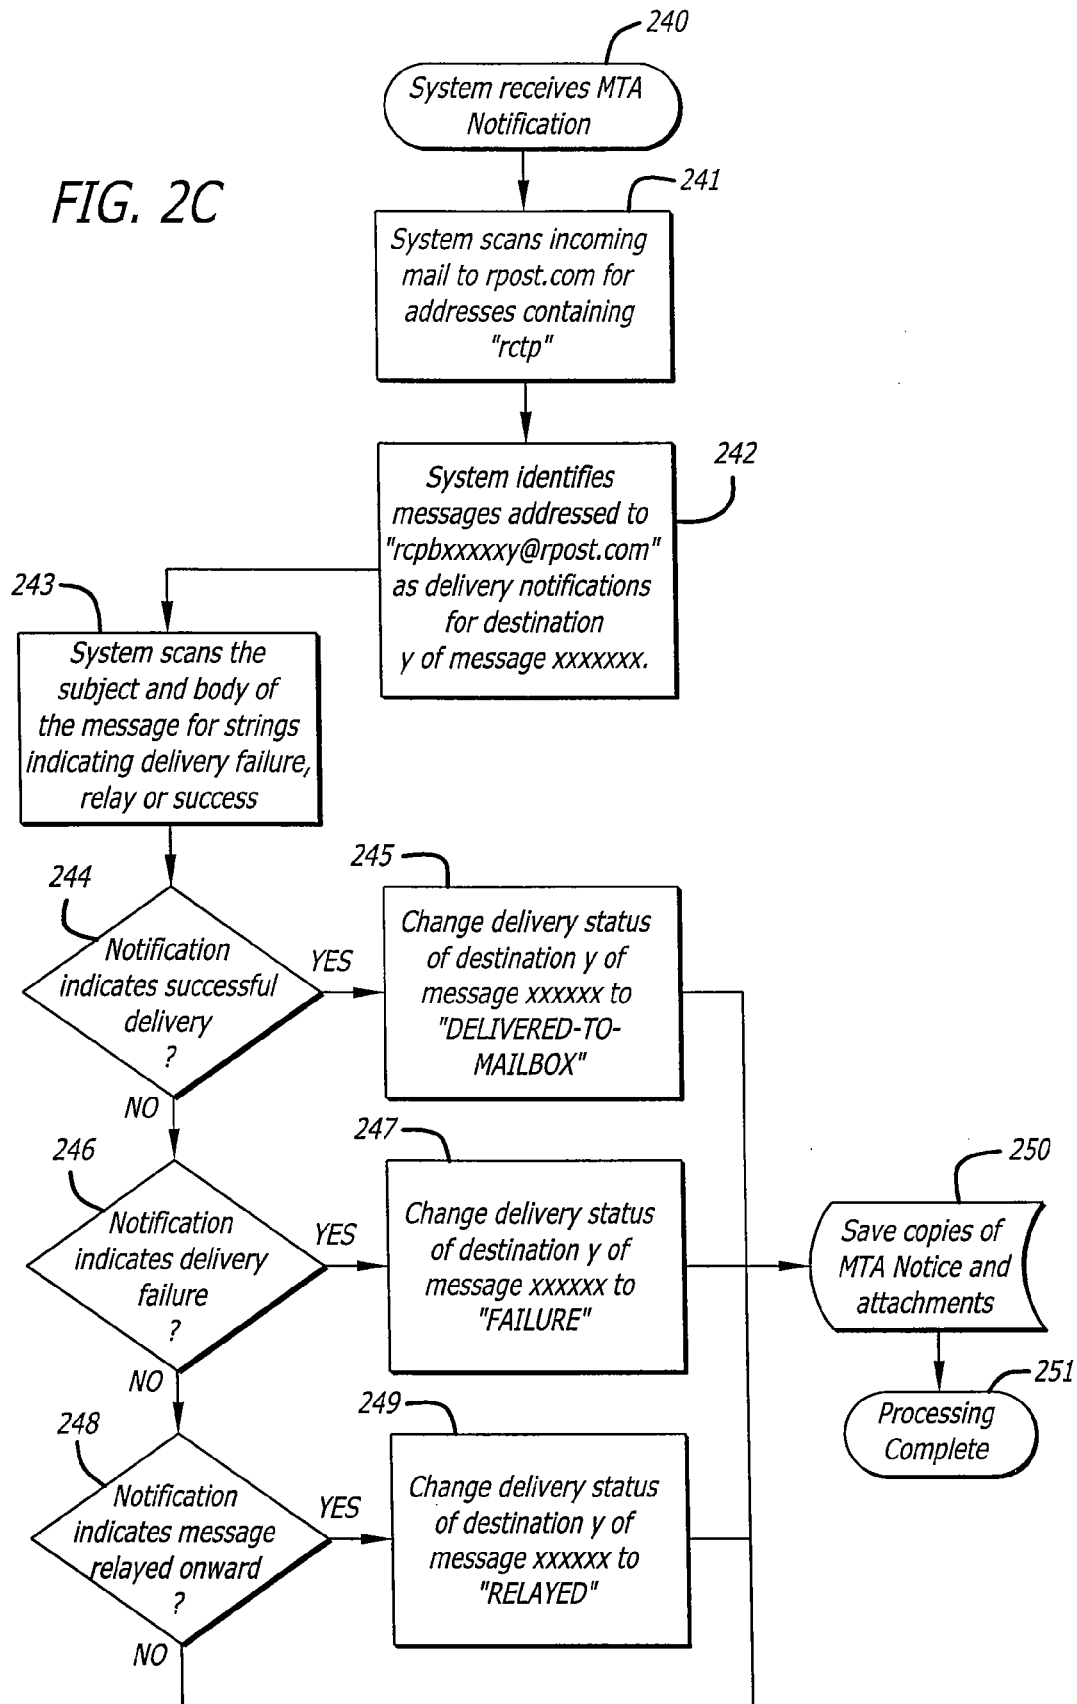 240
System receives MTA
Notification
FIG. 2C
241
System scans incoming
mail to rpost.com for
addresses containing
"rctp"
242
System identifies
messages addressed to
"rcpbxxxxxy@rpost.com"
as delivery notifications
for destination
y of message xxxxxxx.
243
System scans the
subject and body of
the message for strings
indicating delivery failure,
relay or success
244
Notification
indicates successful
delivery
?
YES
NO
245
Change delivery status
of destination y of
message xxxxxx to
"DELIVERED-TO-
MAILBOX"
246
Notification
indicates delivery
failure
?
YES
NO
247
Change delivery status
of destination y of
message xxxxxx to
"FAILURE"
248
Notification
indicates message
relayed onward
?
YES
NO
249
Change delivery status
of destination y of
message xxxxxx to
"RELAYED"
250
Save copies of
MTA Notice and
attachments
251
Processing
Complete